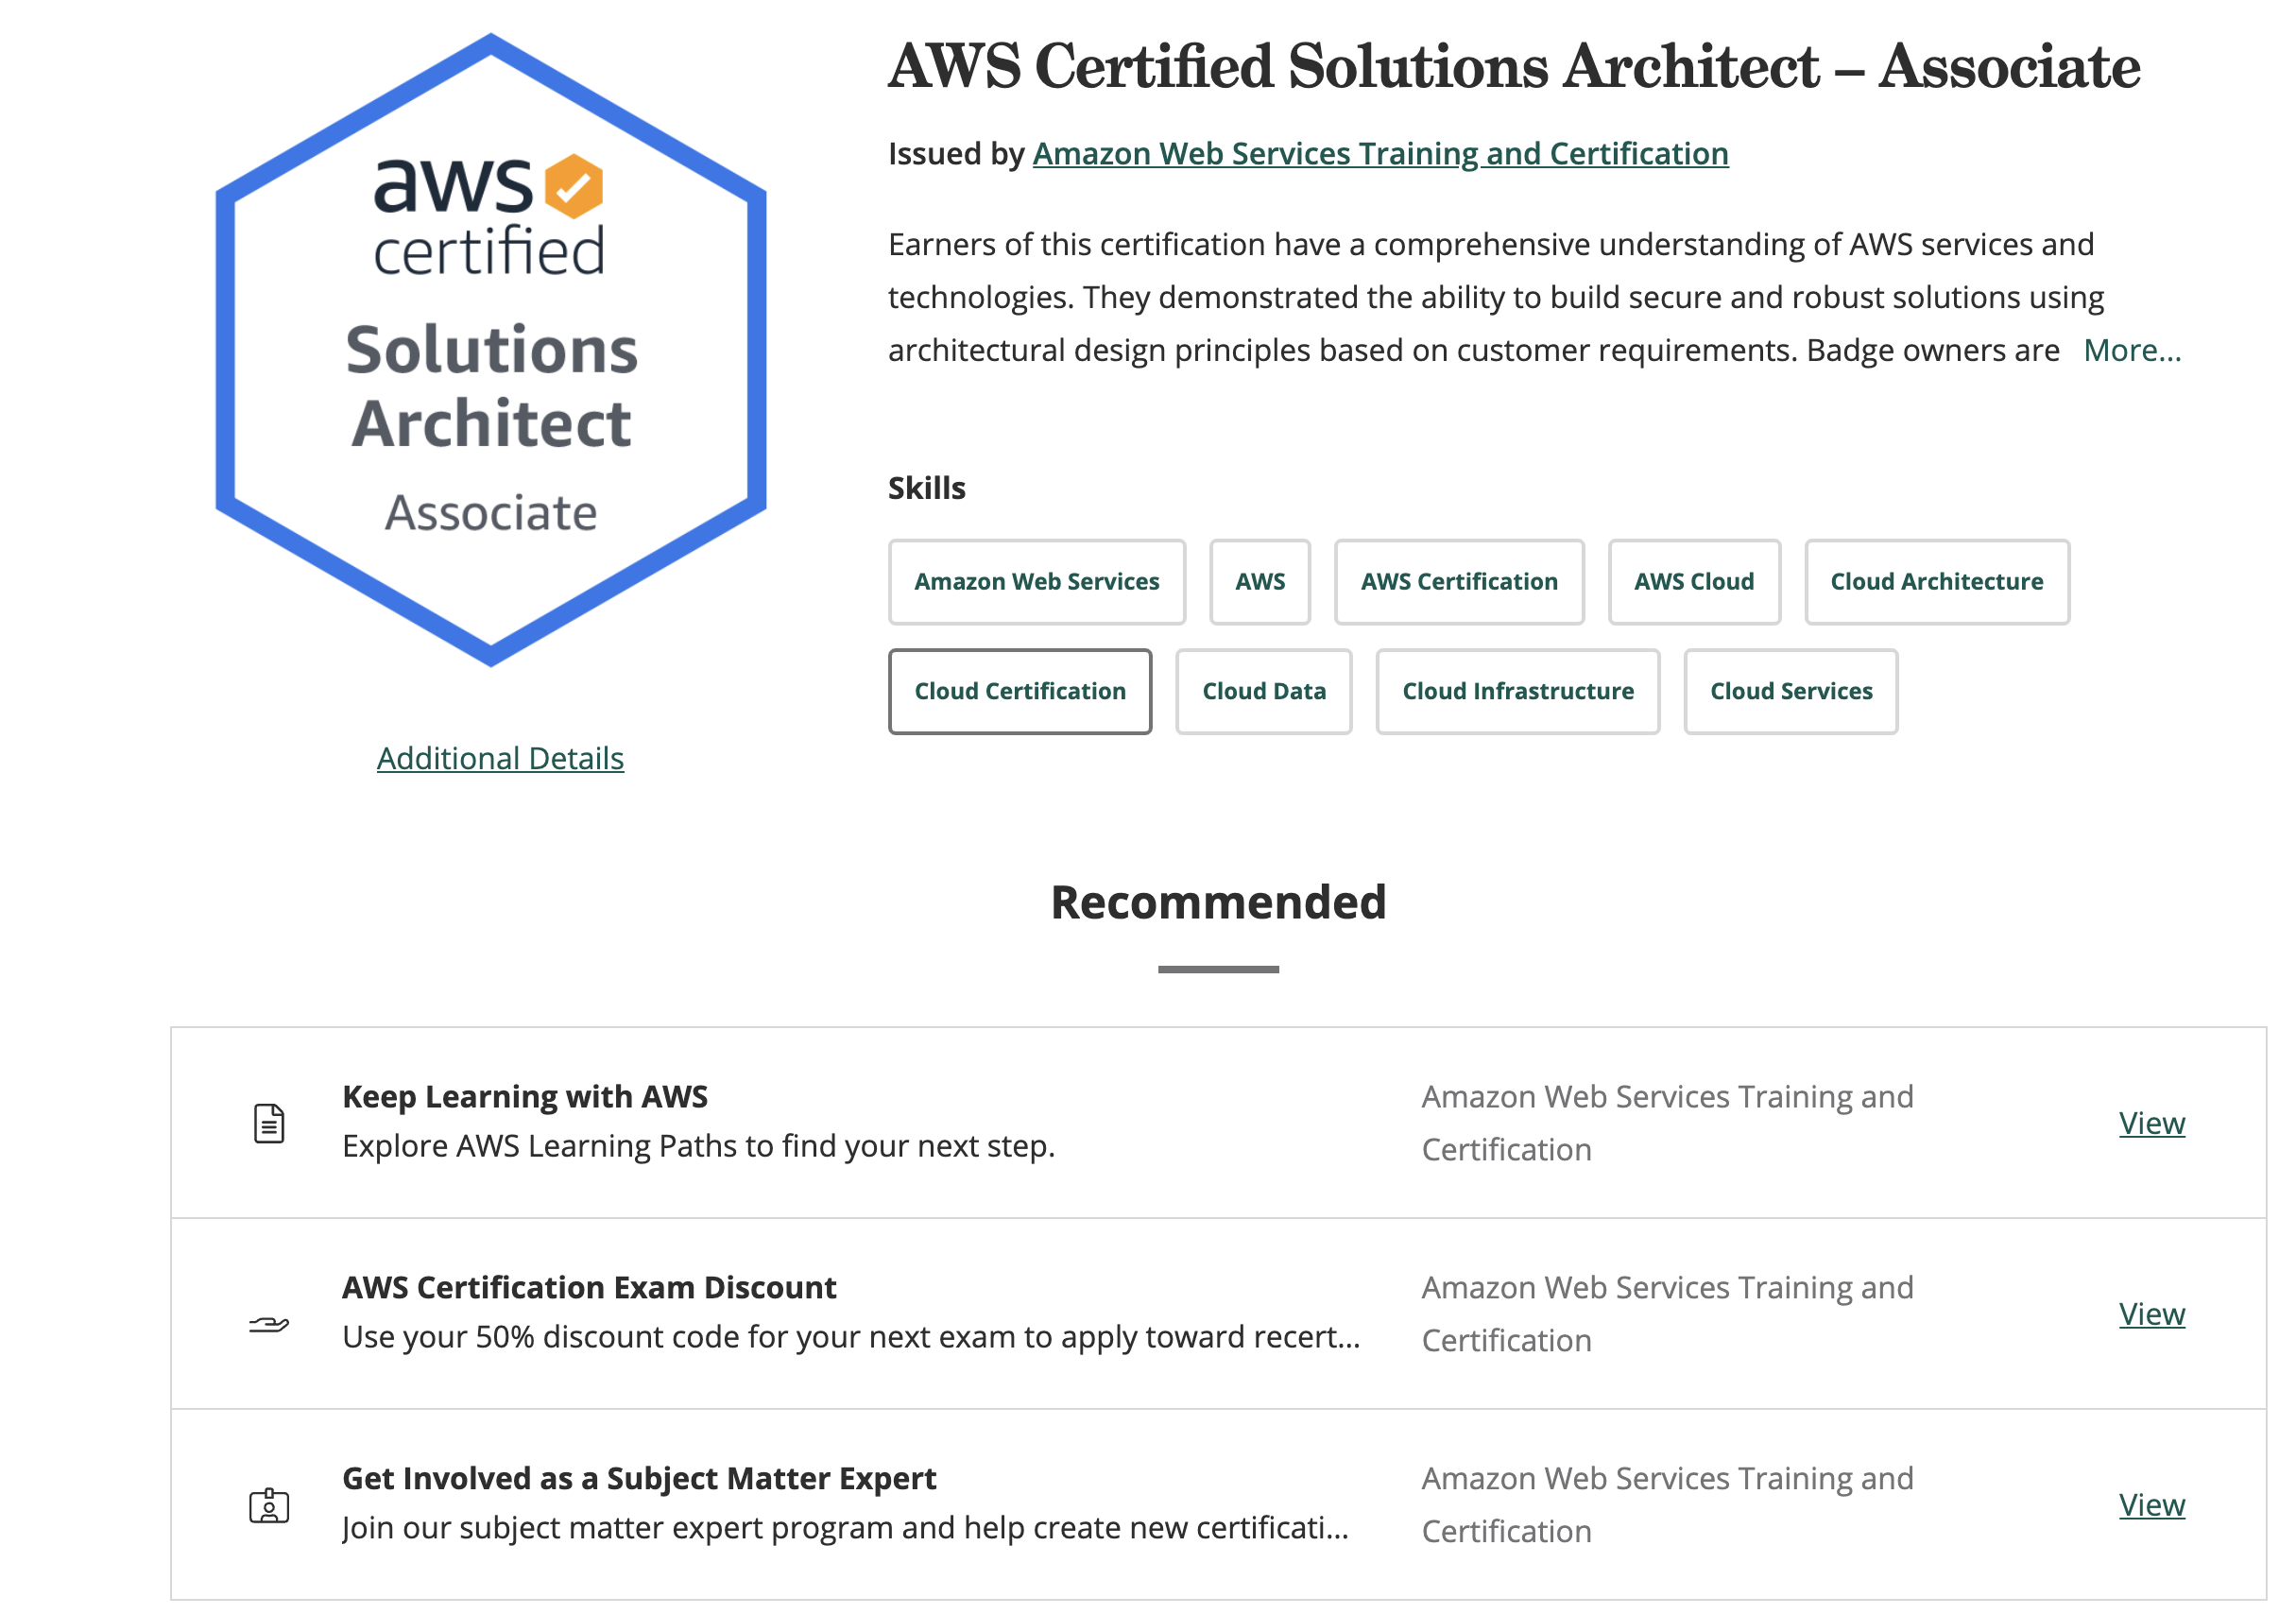 aws
certified
Solutions
Architect
Associate
Additional Details
AWS Certified Solutions Architect – Associate
Issued by Amazon Web Services Training and Certification
Earners of this certification have a comprehensive understanding of AWS services and
technologies. They demonstrated the ability to build secure and robust solutions using
architectural design principles based on customer requirements. Badge owners are More...
Skills
Amazon Web Services AWS AWS Certification AWS Cloud Cloud Architecture
Cloud Certification Cloud Data Cloud Infrastructure Cloud Services
Recommended
Keep Learning with AWS
Explore AWS Learning Paths to find your next step.
Amazon Web Services Training and
Certification
View
AWS Certification Exam Discount
Use your 50% discount code for your next exam to apply toward recert...
Amazon Web Services Training and
Certification
View
Get Involved as a Subject Matter Expert
Join our subject matter expert program and help create new certificati...
Amazon Web Services Training and
Certification
View